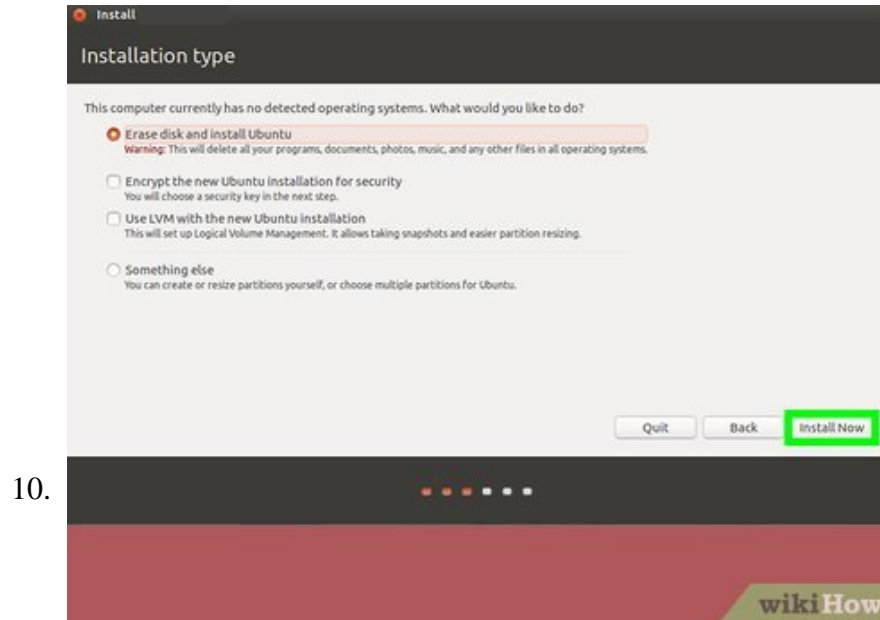 Install
Installation type
This computer currently has no detected operating systems. What would you like to do?
Erase disk and install Ubuntu
Warning: This will delete all your programs, documents, photos, music, and any other files in all operating systems.
Encrypt the new Ubuntu installation for security
You will choose a security key in the next step.
Use LVM with the new Ubuntu installation
This will set up Logical Volume Management. It allows taking snapshots and easier partition resizing.
Something else
You can create or resize partitions yourself, or choose multiple partitions for Ubuntu.
Quit Back Install Now
10.
wikiHow